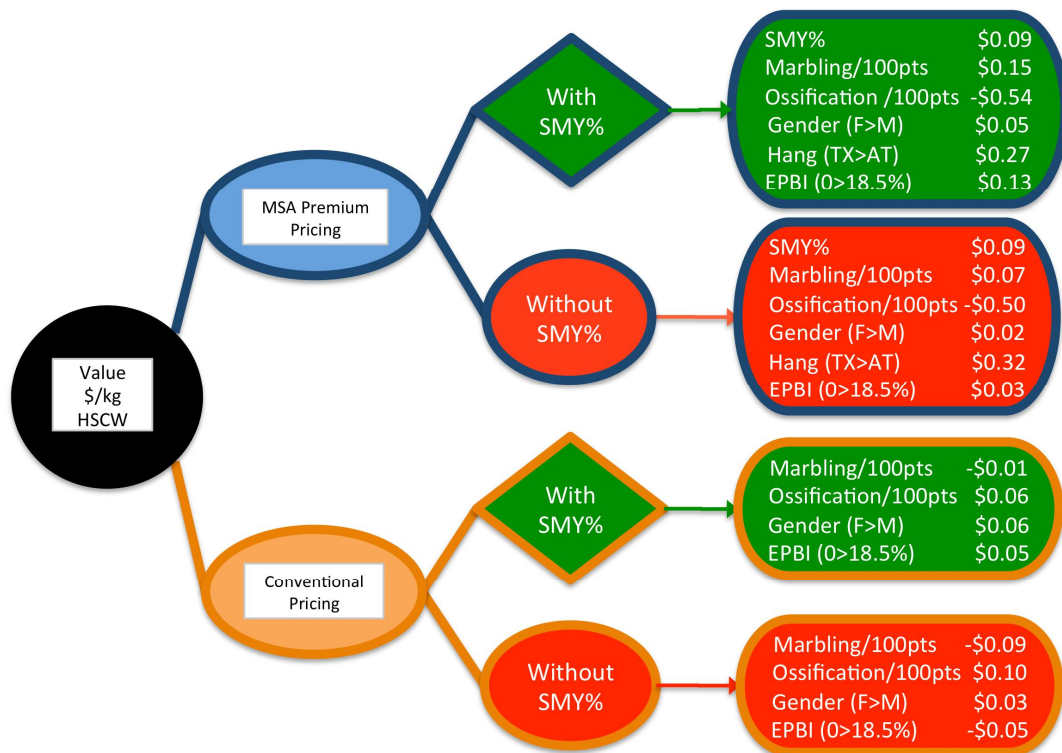 Value
$/kg
HSCW
MSA Premium
Pricing
Conventional
Pricing
With
SMY%
Without
SMY%
With
SMY%
Without
SMY%
SMY% $0.09
Marbling/100pts $0.15
Ossification /100pts -$0.54
Gender (F>M) $0.05
Hang (TX>AT) $0.27
EPBI (0>18.5%) $0.13
SMY% $0.09
Marbling/100pts $0.07
Ossification/100pts -$0.50
Gender (F>M) $0.02
Hang (TX>AT) $0.32
EPBI (0>18.5%) $0.03
Marbling/100pts -$0.01
Ossification/100pts $0.06
Gender (F>M) $0.06
EPBI (0>18.5%) $0.05
Marbling/100pts -$0.09
Ossification/100pts $0.10
Gender (F>M) $0.03
EPBI (0>18.5%) -$0.05